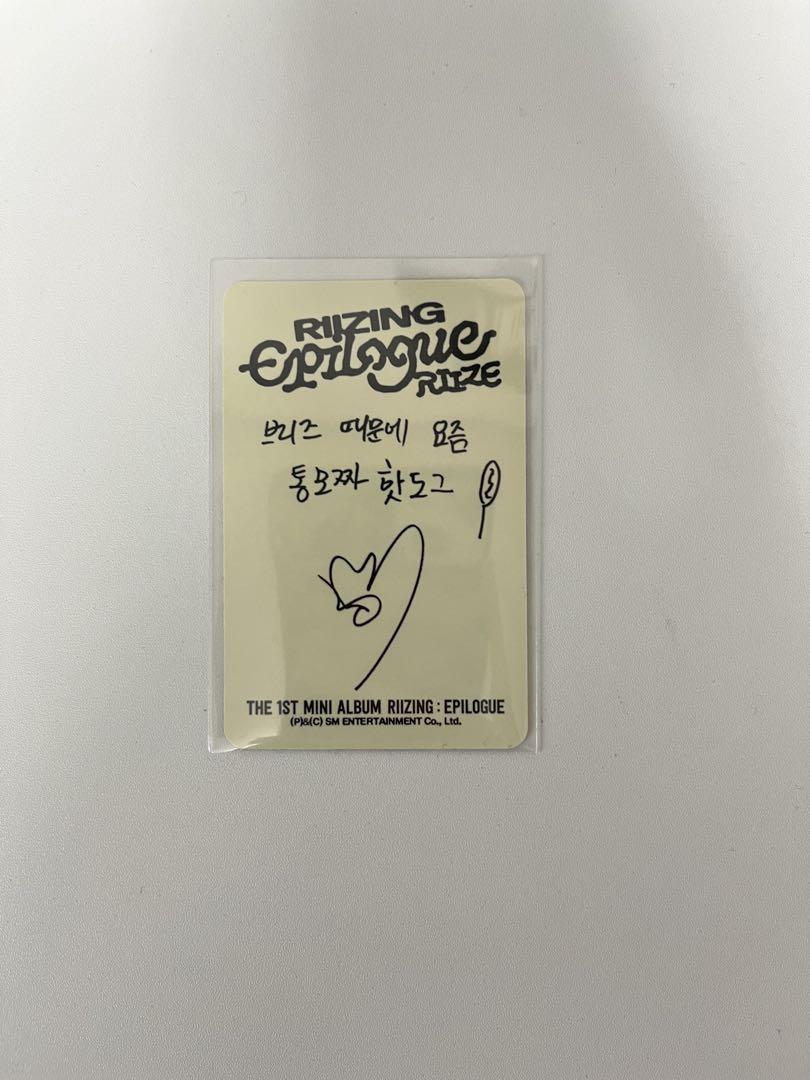 RIIZING
Epilogue
RIIZE
브리즈 때문에 요즘
통모짜 핫도그
THE 1ST MINI ALBUM RIIZING : EPILOGUE
(P)&(C) SM ENTERTAINMENT Co., Ltd.